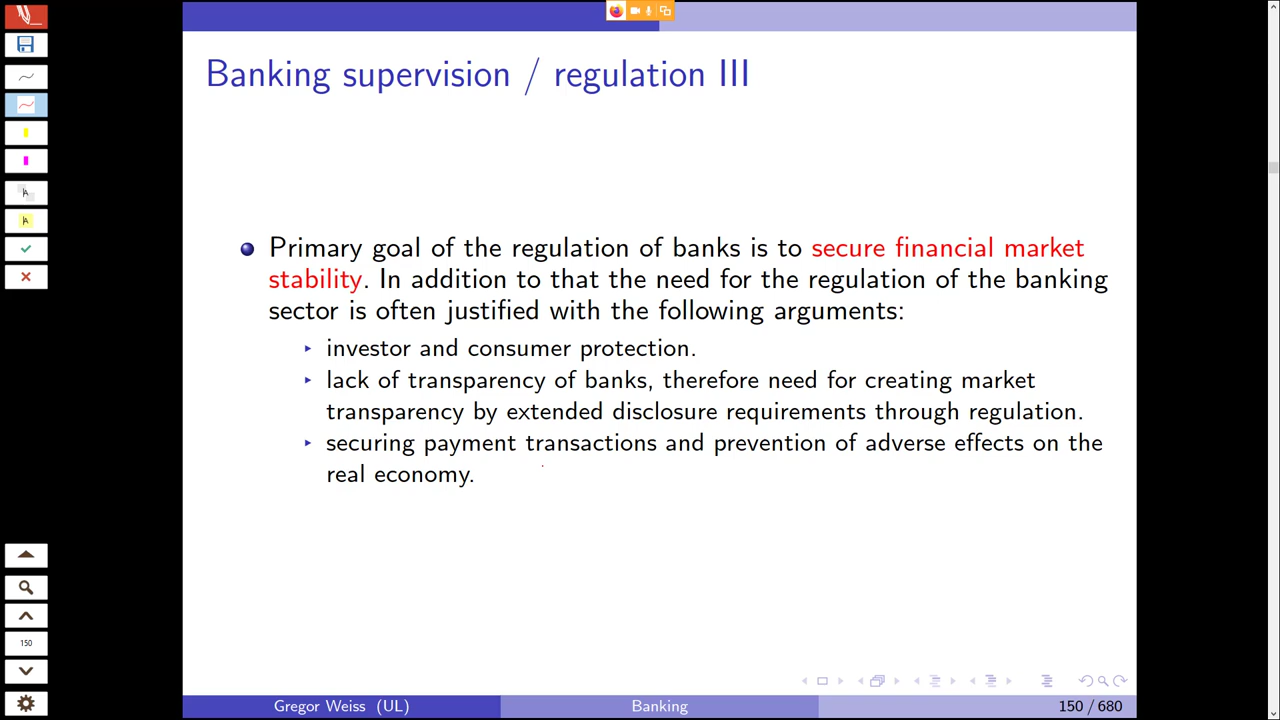 Banking supervision / regulation III
Primary goal of the regulation of banks is to secure financial market
stability. In addition to that the need for the regulation of the banking
sector is often justified with the following arguments:
investor and consumer protection.
lack of transparency of banks, therefore need for creating market
transparency by extended disclosure requirements through regulation.
securing payment transactions and prevention of adverse effects on the
real economy.
150
Gregor Weiss (UL) Banking 150 / 680